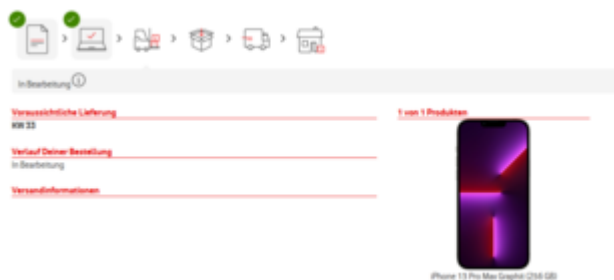 In Bearbeitung
Voraussichtliche Lieferung
KW 33
Verlauf Deiner Bestellung
In Bearbeitung
Versandinformationen
1 von 1 Produkten
iPhone 13 Pro Max Graphit (256 GB)